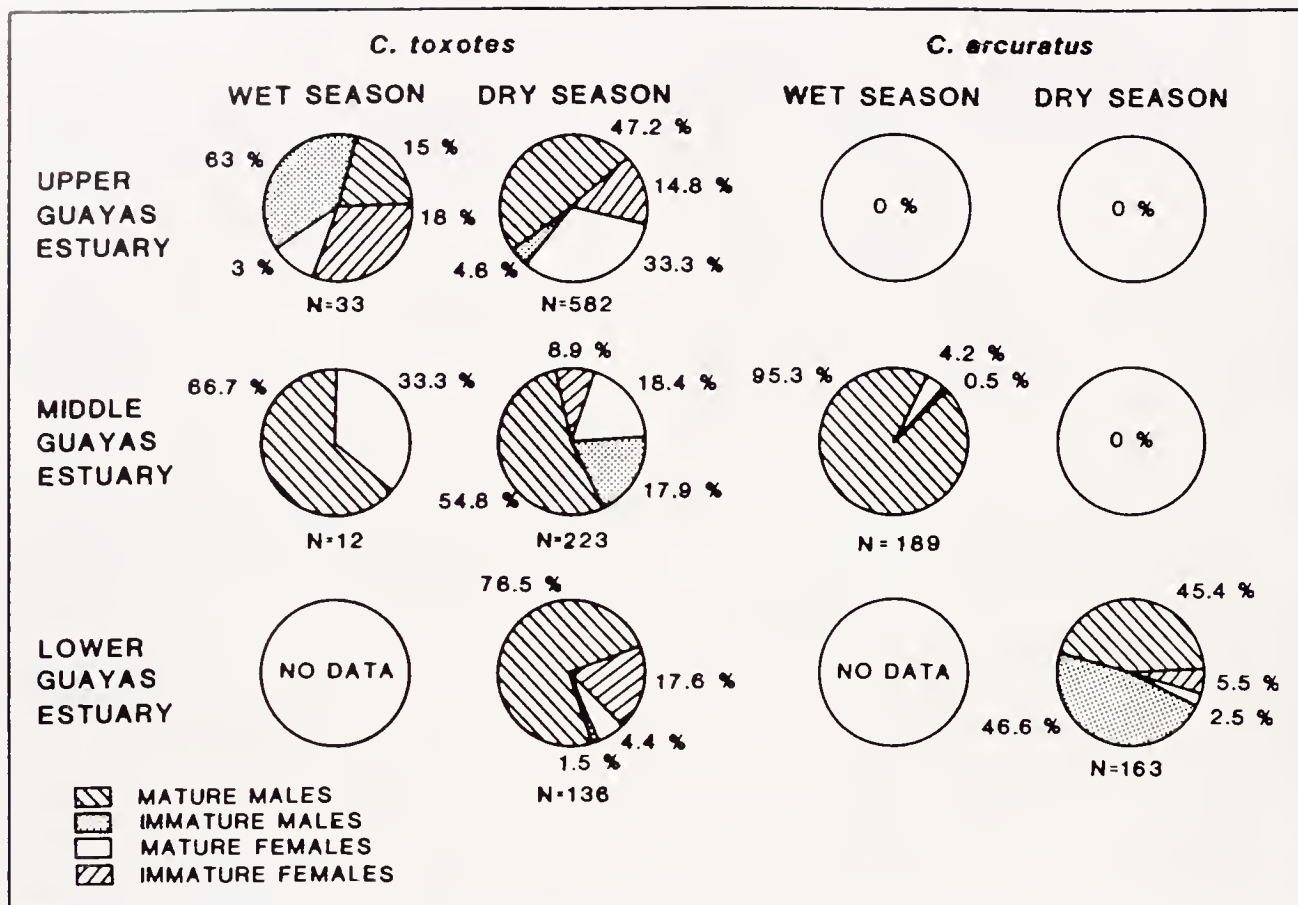 C. toxotes
C. arcuratus
WET SEASON
DRY SEASON
WET SEASON
DRY SEASON
UPPER
GUAYAS
ESTUARY
63 %
15 %
18 %
3 %
N=33
47.2 %
14.8 %
33.3 %
4.6 %
N=582
0 %
0 %
MIDDLE
GUAYAS
ESTUARY
66.7 %
33.3 %
N=12
8.9 %
18.4 %
17.9 %
54.8 %
N=223
95.3 %
4.2 %
0.5 %
N=189
0 %
LOWER
GUAYAS
ESTUARY
NO DATA
76.5 %
17.6 %
4.4 %
1.5 %
N=136
NO DATA
45.4 %
5.5 %
2.5 %
46.6 %
N=163
MATURE MALES
IMMATURE MALES
MATURE FEMALES
IMMATURE FEMALES